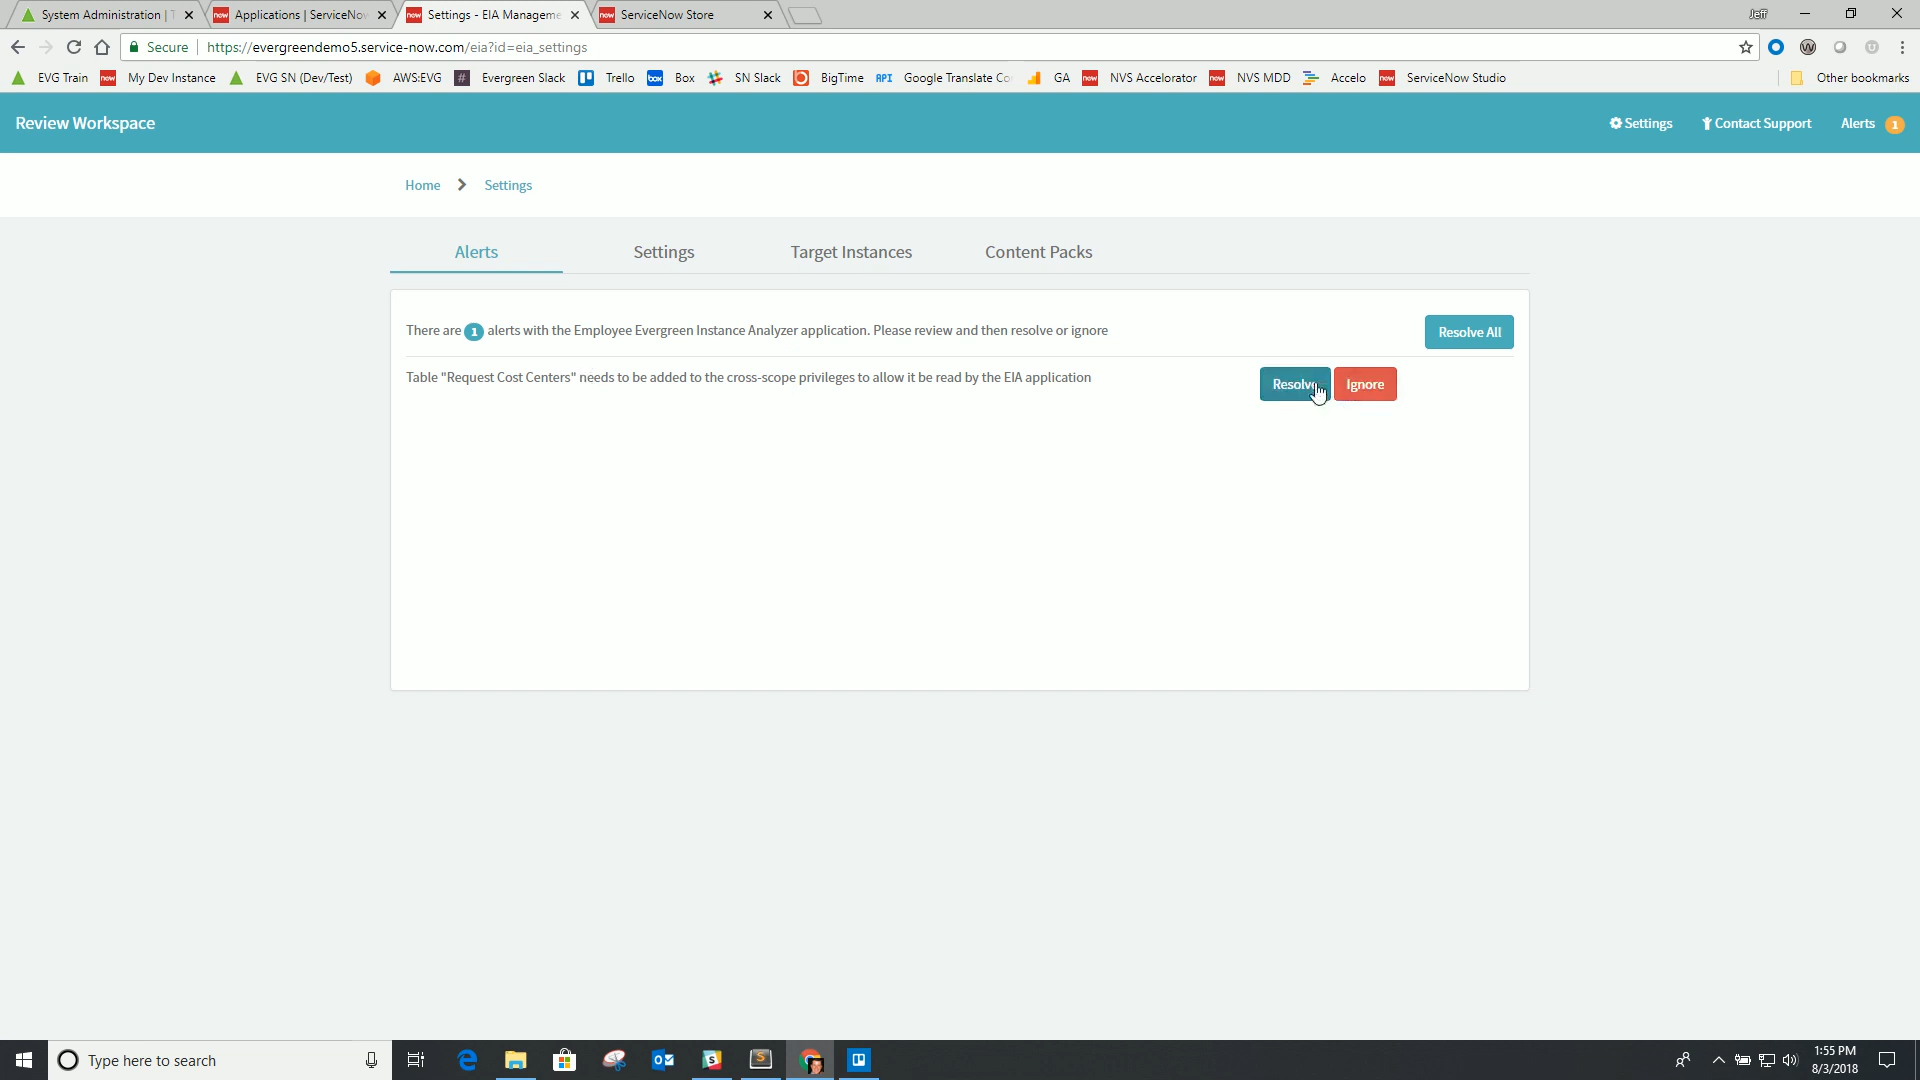 System Administration | T
Applications | ServiceNow
Settings - EIA Manageme
ServiceNow Store
Jeff
Secure
https://evergreendemo5.service-now.com/eia?id=eia_settings
EVG Train
My Dev Instance
EVG SN (Dev/Test)
AWS:EVG
Evergreen Slack
Trello
Box
SN Slack
BigTime
API
Google Translate Co
GA
NVS Accelorator
NVS MDD
Accelo
ServiceNow Studio
Other bookmarks
Review Workspace
Settings
Contact Support
Alerts 1
Home > Settings
Alerts
Settings
Target Instances
Content Packs
There are 1 alerts with the Employee Evergreen Instance Analyzer application. Please review and then resolve or ignore
Resolve All
Table "Request Cost Centers" needs to be added to the cross-scope privileges to allow it be read by the EIA application
Resolve
Ignore
Type here to search
1:55 PM
8/3/2018